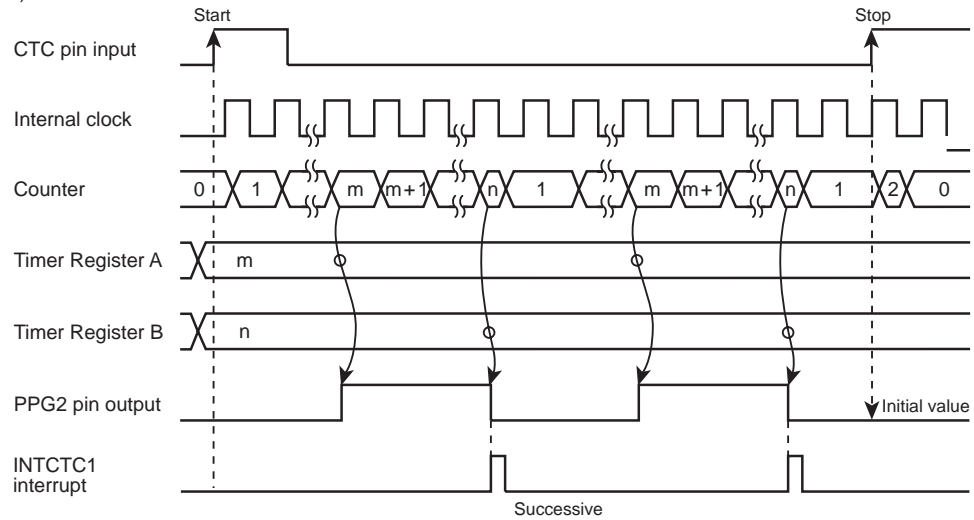 )
Start
Stop
CTC pin input
Internal clock
Counter
0 1 m m+1 n 1 m m+1 n 1 2 0
Timer Register A
m
Timer Register B
n
PPG2 pin output
Initial value
INTCTC1
interrupt
Successive